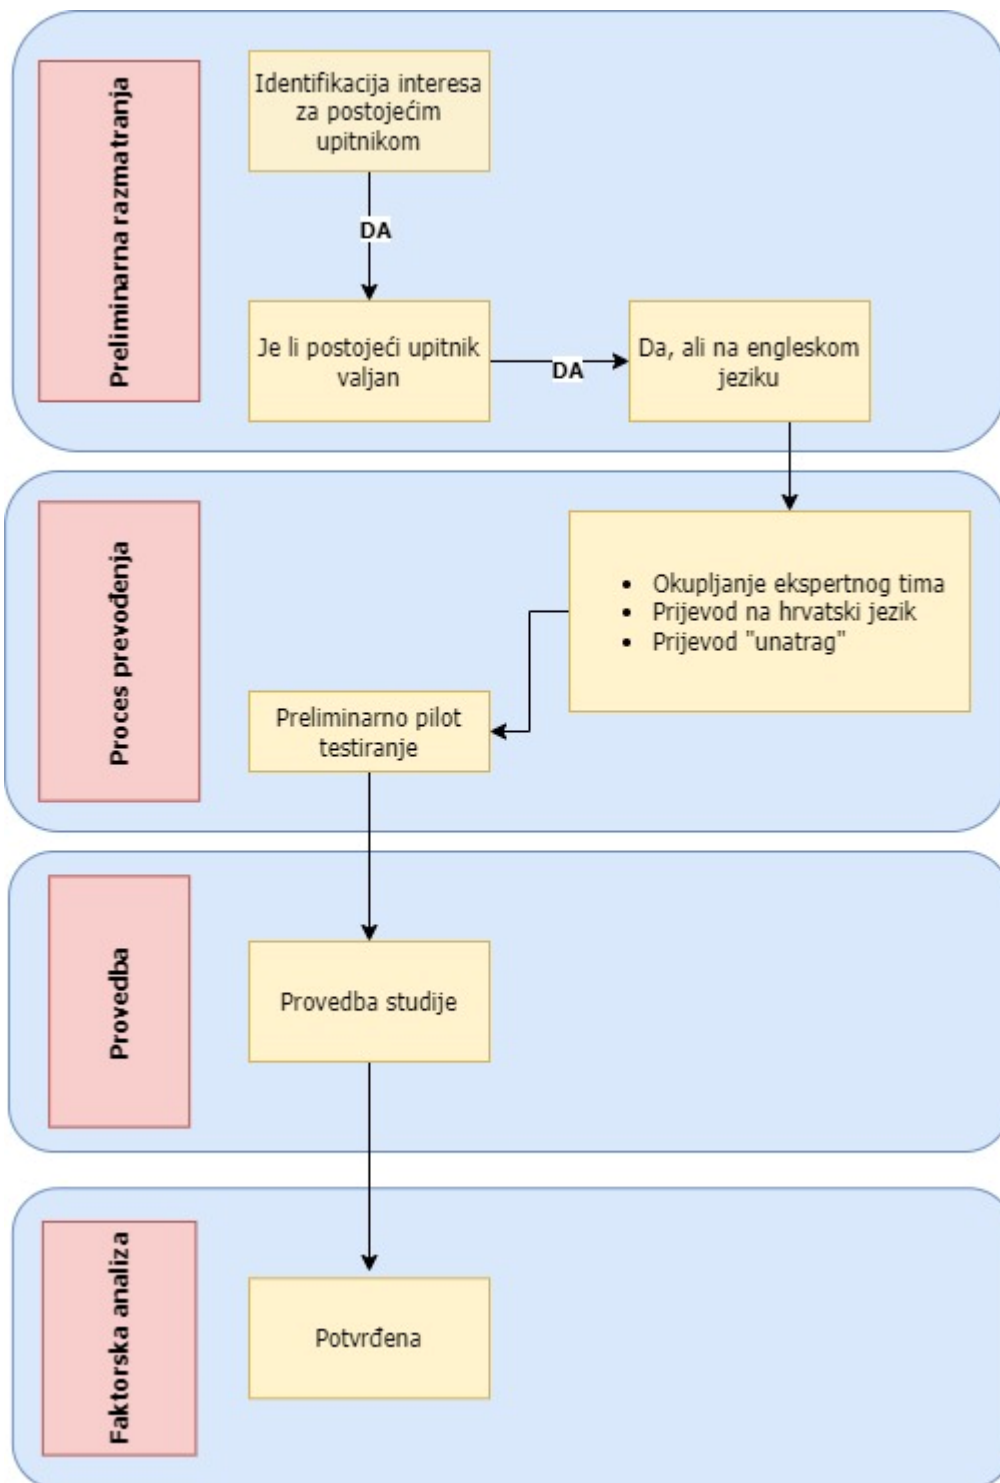 Preliminarna razmatranja
Identifikacija interesa
za postojećim
upitnikom
DA
Je li postojeći upitnik
valjan
DA
Da, ali na engleskom
jeziku
Proces prevođenja
• Okupljanje ekspertnog tima
• Prijevod na hrvatski jezik
• Prijevod "unatrag"
Preliminarno pilot
testiranje
Provedba
Provedba studije
Faktorska analiza
Potvrđena